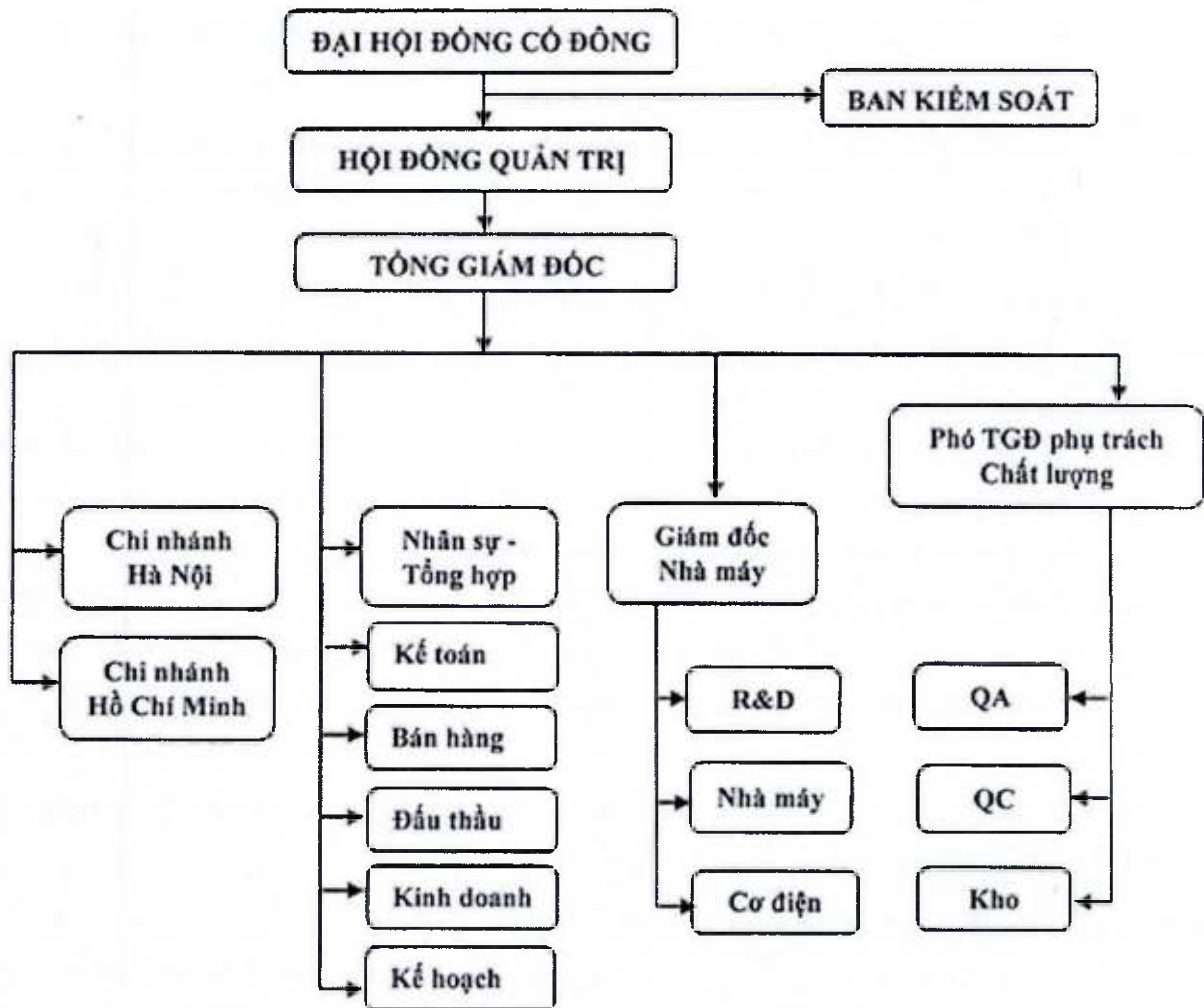 ĐẠI HỘI ĐỒNG CỔ ĐÔNG
BAN KIỂM SOÁT
HỘI ĐỒNG QUẢN TRỊ
TỔNG GIÁM ĐỐC
Phó TGĐ phụ trách
Chất lượng
Chi nhánh
Hà Nội
Chi nhánh
Hồ Chí Minh
Nhân sự -
Tổng hợp
Kế toán
Bán hàng
Đấu thầu
Kinh doanh
Kế hoạch
Giám đốc
Nhà máy
R&D
Nhà máy
Cơ điện
QA
QC
Kho